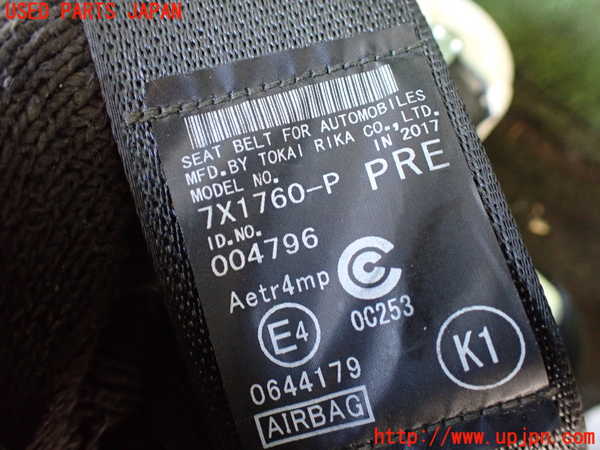 USED PARTS JAPAN
SEAT BELT FOR AUTOMOBILES
MFD.BY TOKAI RIKA CO.,LTD.
MODEL NO. IN 2017
7X1760-P PRE
ID.NO.
004796
Aetr4mp
E4 OC253
0644179 K1
AIRBAG
http://www.upjpn.com/